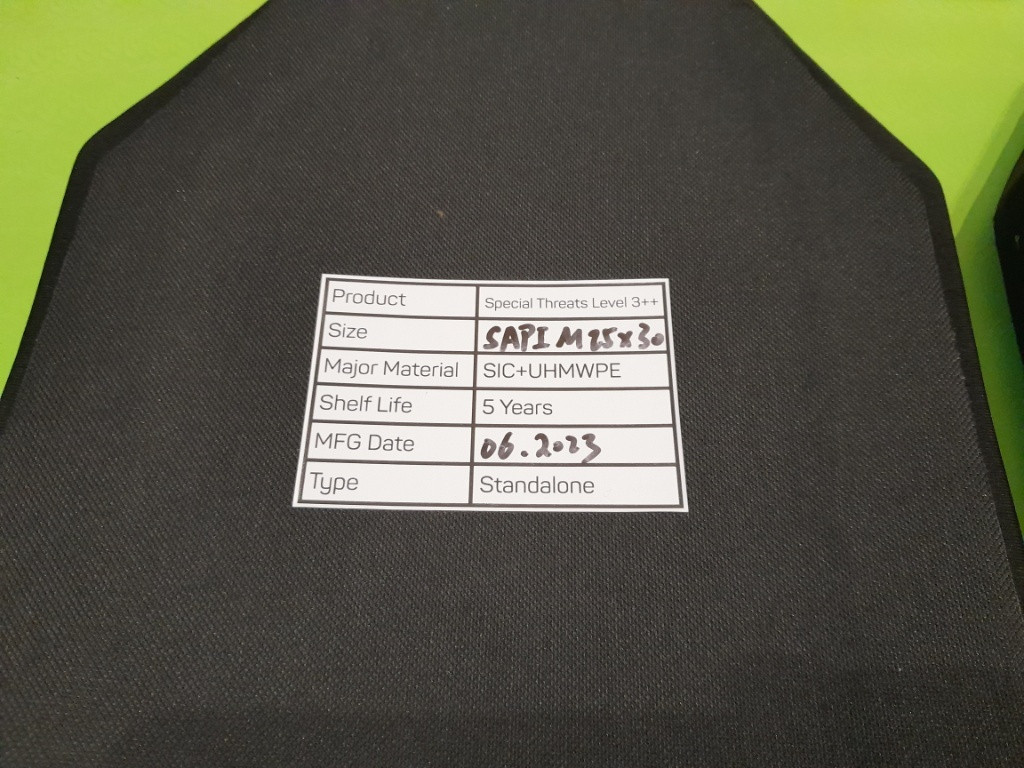 Product Special Threats Level 3++
Size SAPI M 25x30
Major Material SIC+UHMWPE
Shelf Life 5 Years
MFG Date 06.2023
Type Standalone